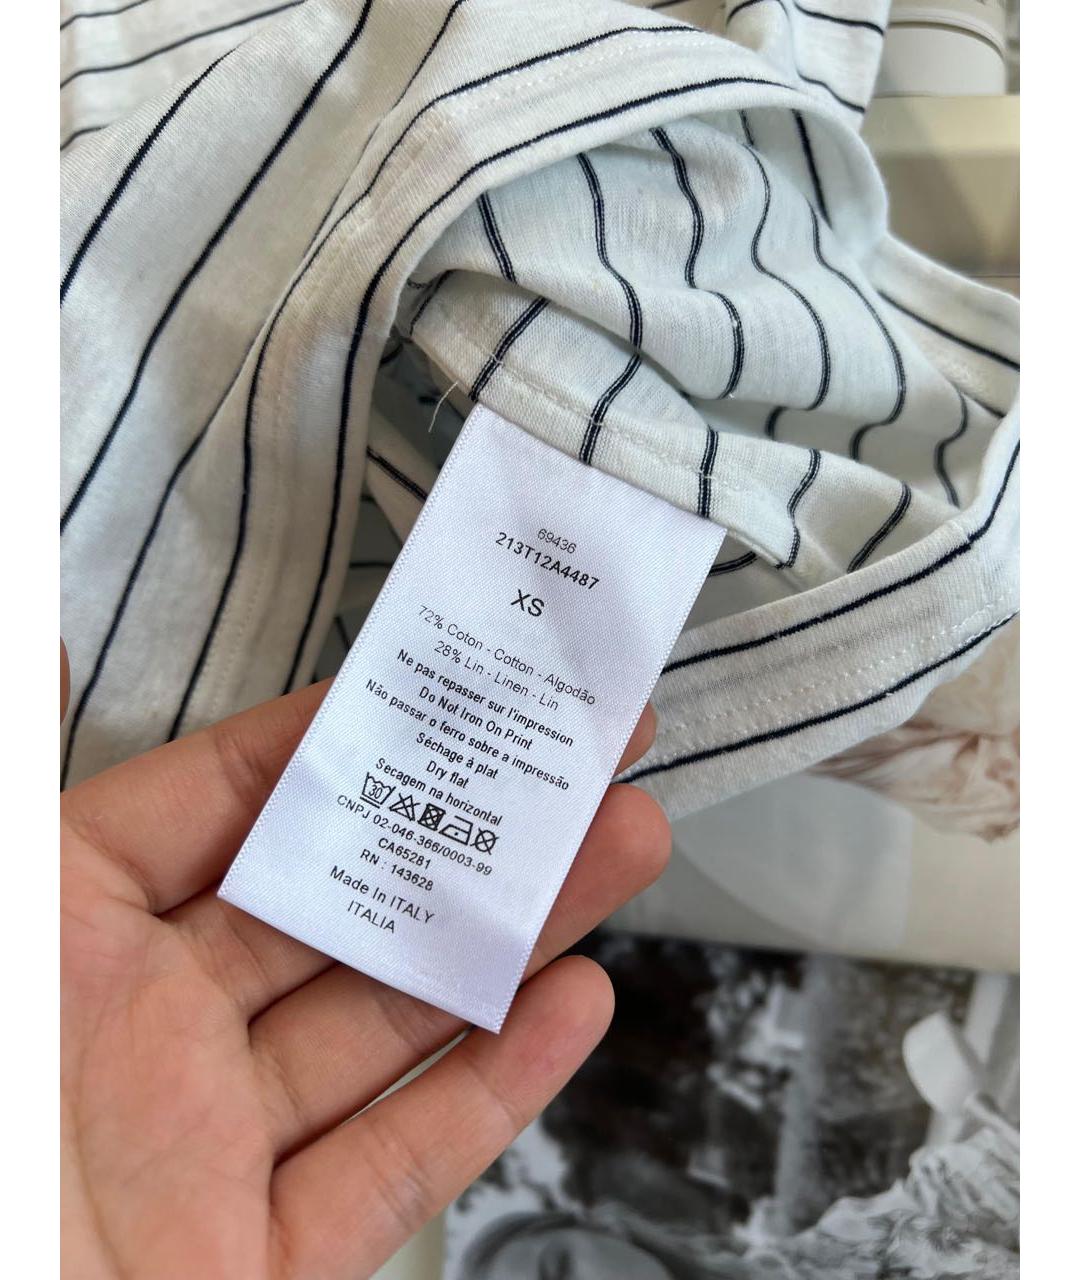 69436
213T12A4487
XS
72% Coton - Cotton - Algodão
28% Lin - Linen - Lin
Ne pas repasser sur l'impression
Do Not Iron On Print
Não passar o ferro sobre a impissão
Séchage à plat
Dry flat
Secagem na horizontal
30
CNPJ 02-046-366/0003-99
CA65281
RN : 143628
Made In ITALY
ITALIA